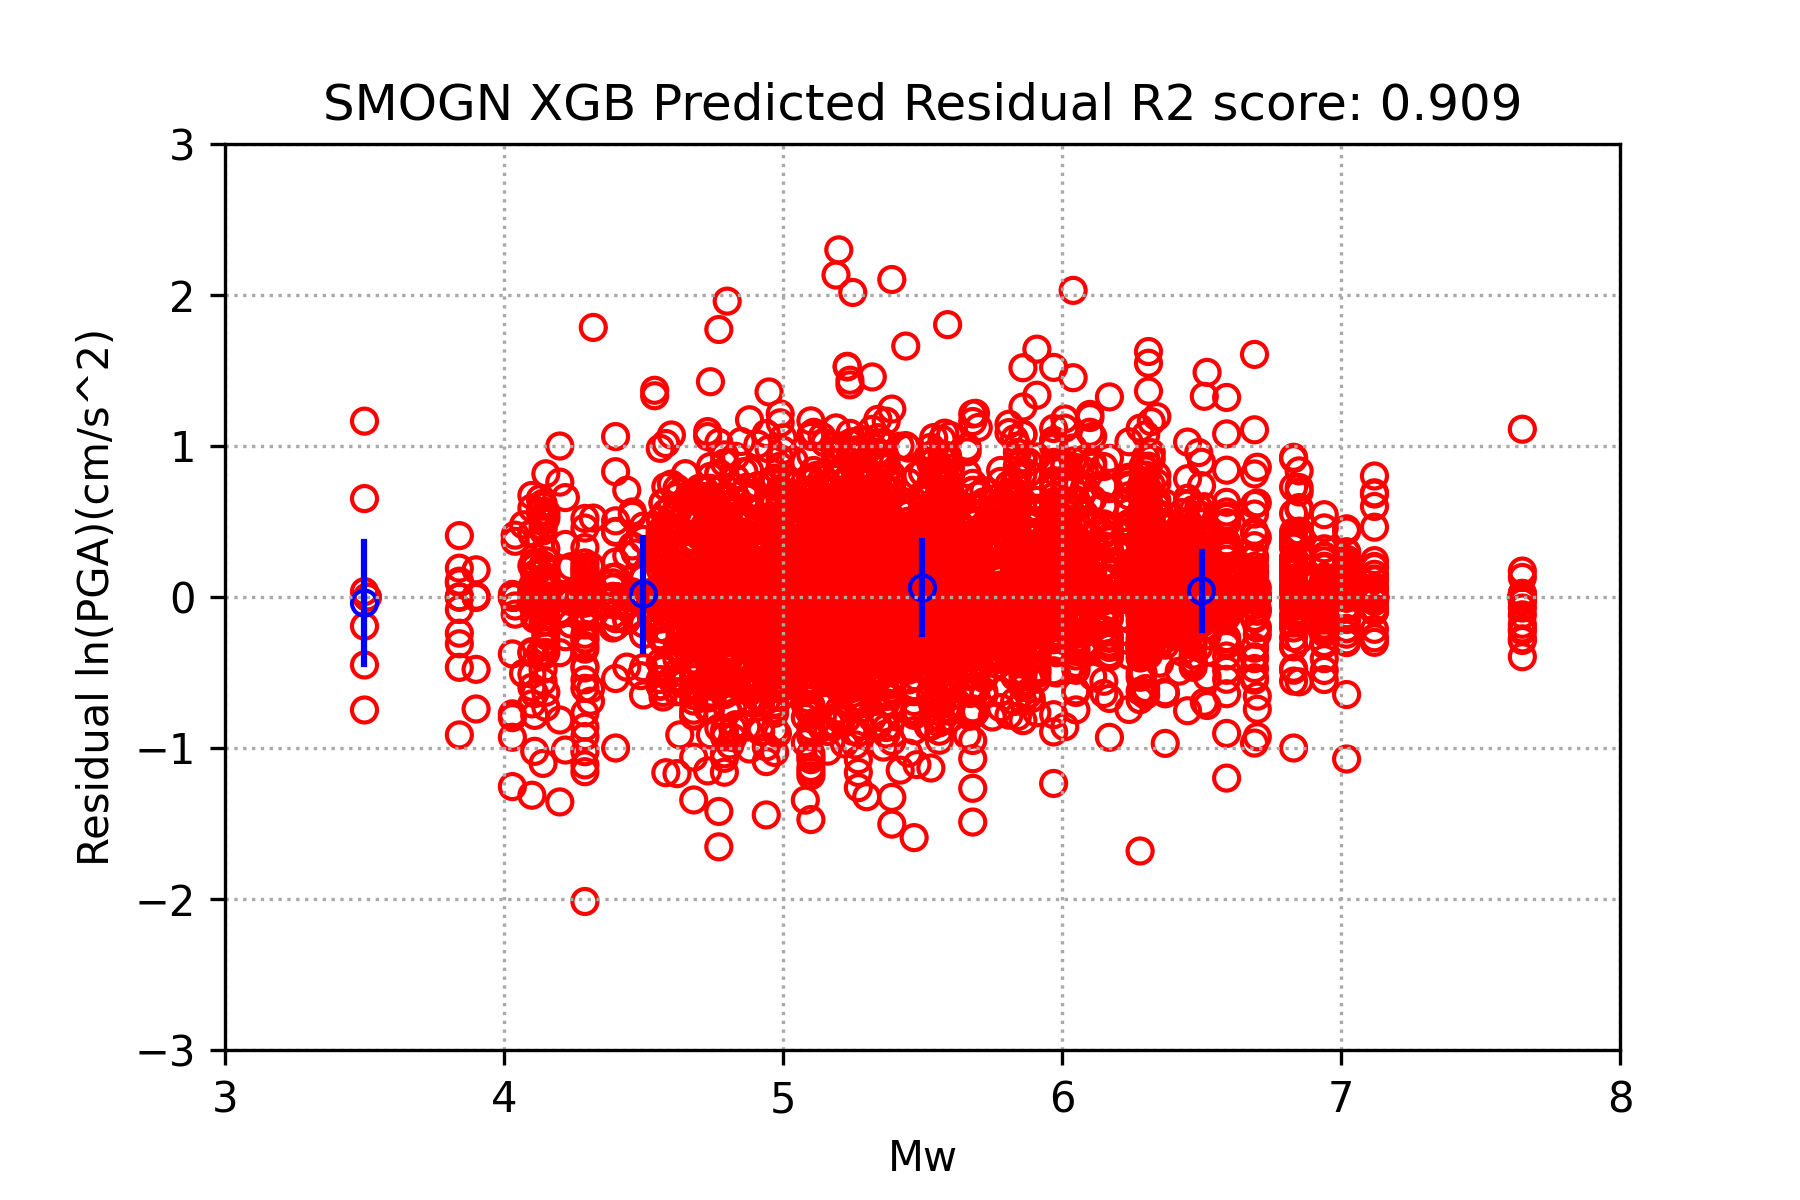 SMOGN XGB Predicted Residual R2 score: 0.909
Residual ln(PGA)(cm/s^2)
3
2
1
0
−1
−2
−3
3 4 5 6 7 8
Mw